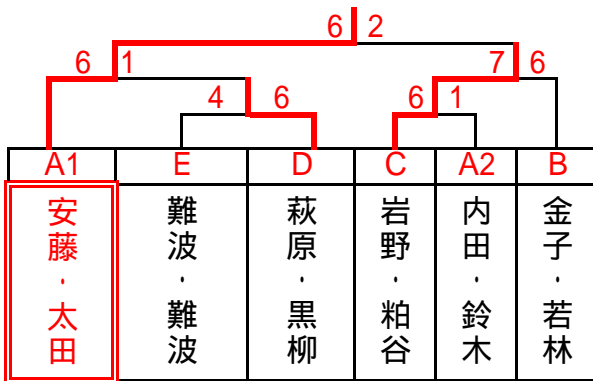 6 2
6 1 7 6
4 6 6 1
A1 E D C A2 B
安藤・太田
難波・難波
萩原・黒柳
岩野・粕谷
内田・鈴木
金子・若林